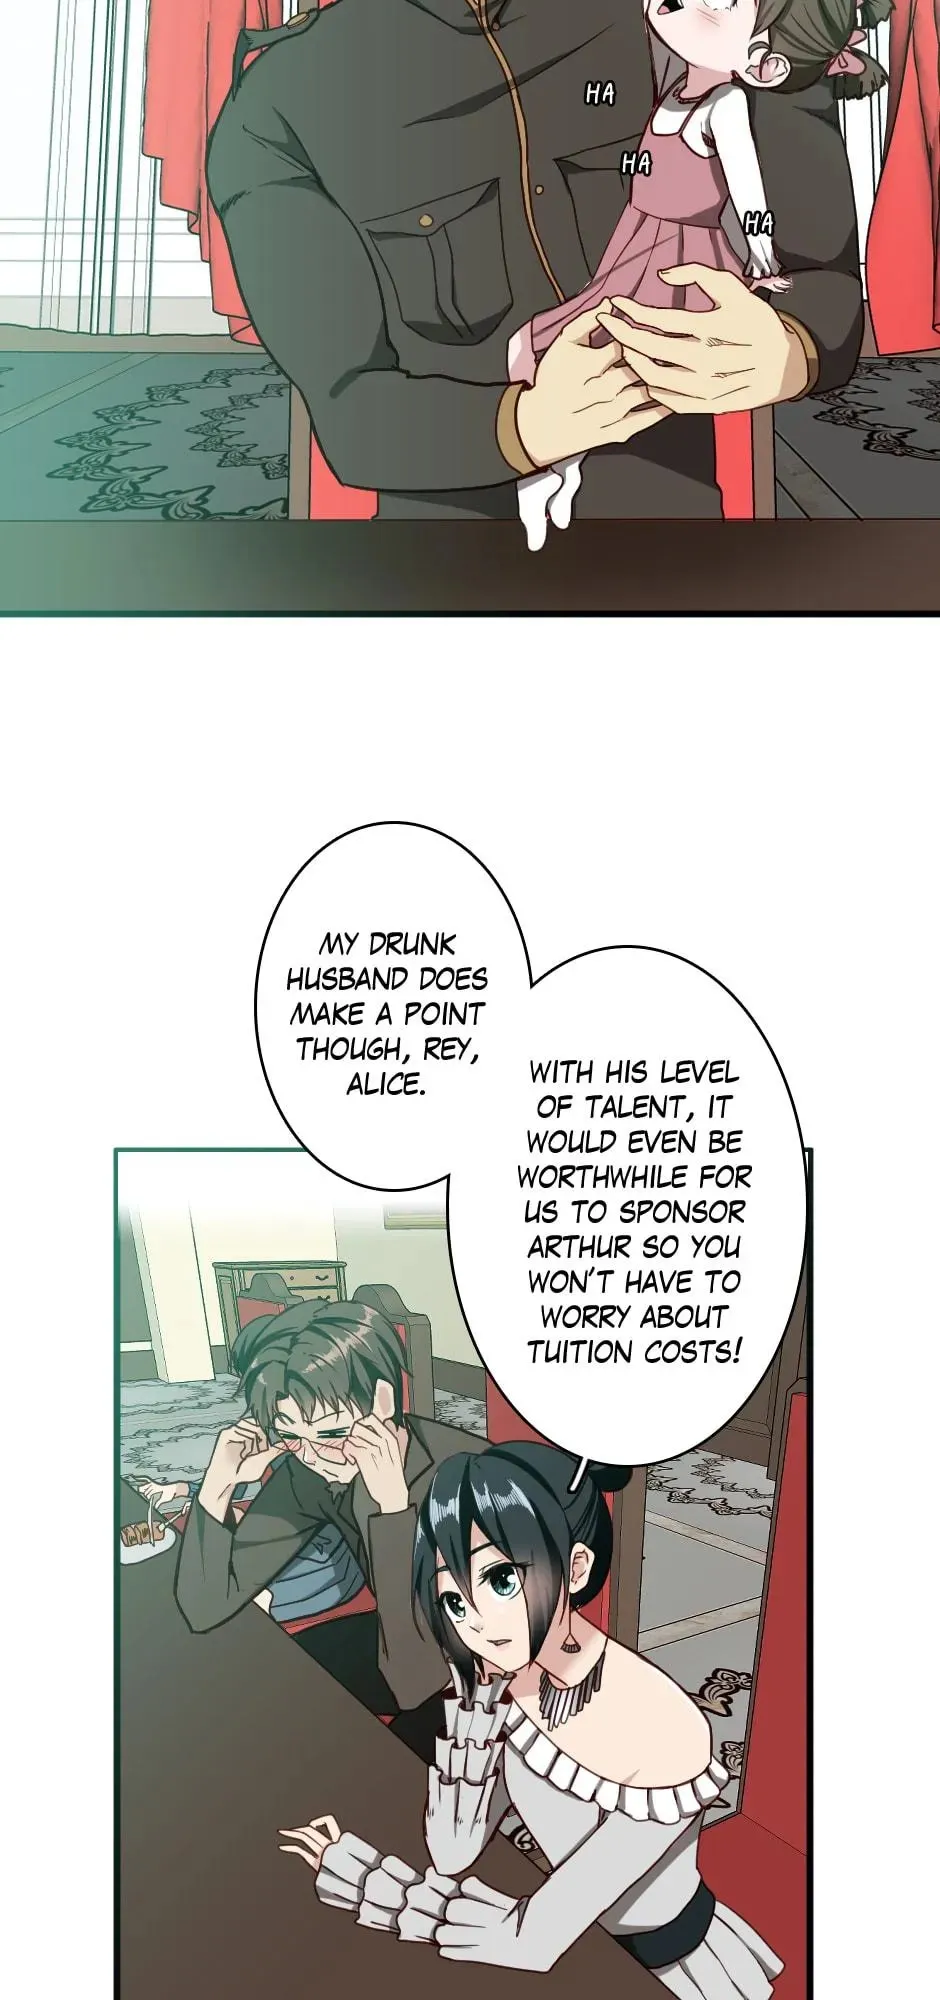 HA
HA
HA
MY DRUNK
HUSBAND DOES
MAKE A POINT
THOUGH, REY,
ALICE.
WITH HIS LEVEL
OF TALENT, IT
WOULD EVEN BE
WORTHWHILE FOR
US TO SPONSOR
ARTHUR SO YOU
WON'T HAVE TO
WORRY ABOUT
TUITION COSTS!